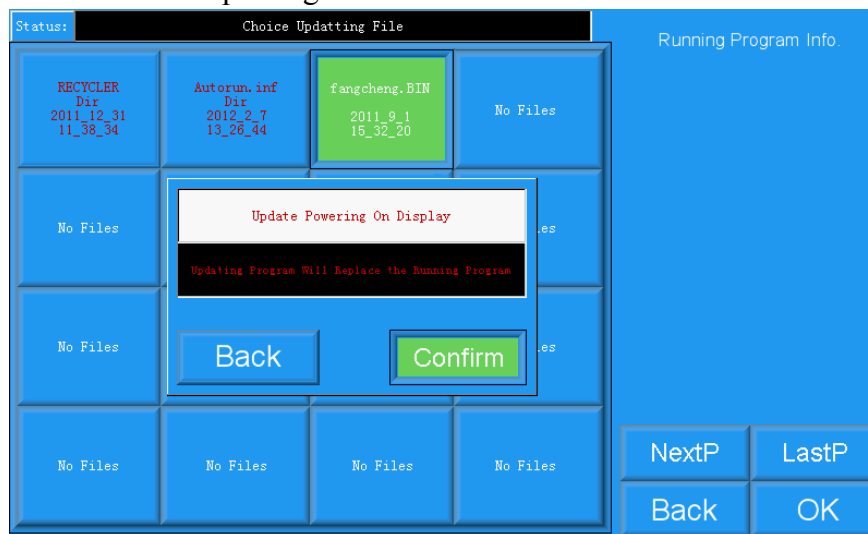 Status:
Choice Updatting File
Running Program Info.
RECYCLER
Dir
2011_12_31
11_38_34
Autorun.inf
Dir
2012_2_7
13_26_44
fangcheng.BIN
2011_9_1
15_32_20
No Files
No Files
Update Powering On Display
Updating Program Will Replace the Running Program
les
No Files
Back
Confirm
les
No Files
No Files
No Files
No Files
NextP
LastP
Back
OK